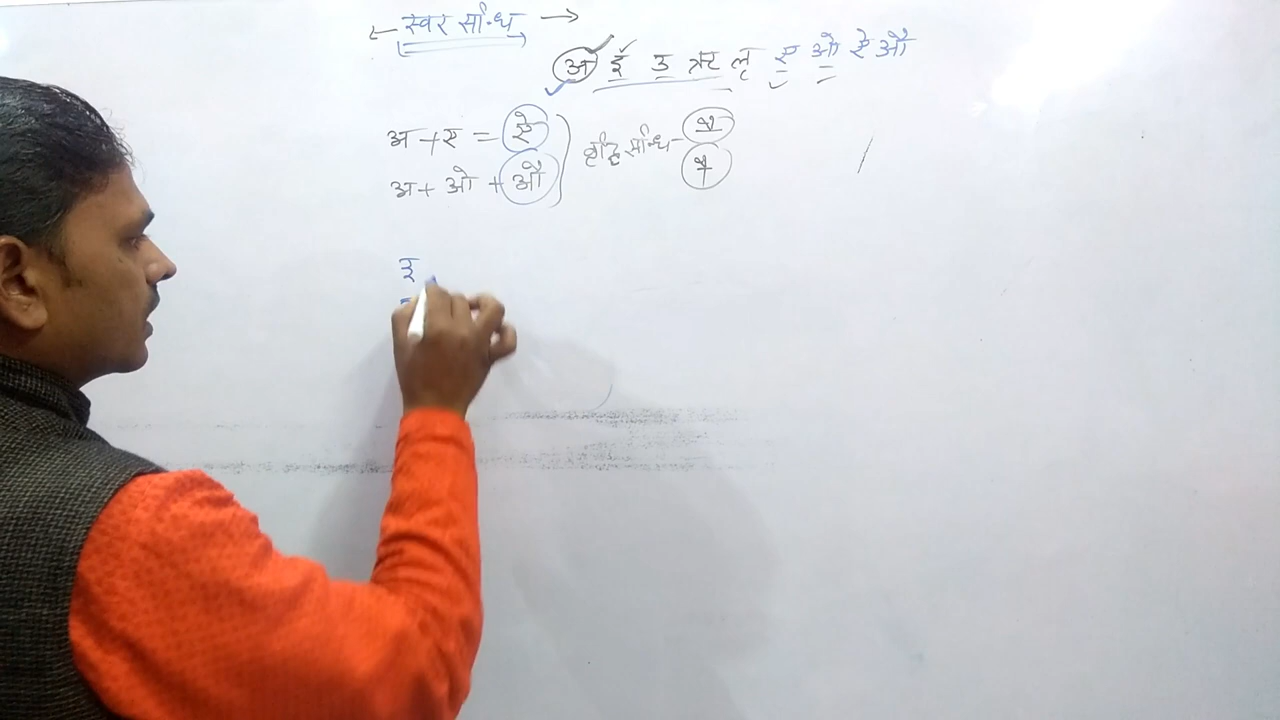 ← स्वर संन्धि →
अ इ उ ऋ लृ ए ओ ऐ औ
अ + ए = ऐ
अ + ओ + औ
वृद्धि संन्धि -
इ